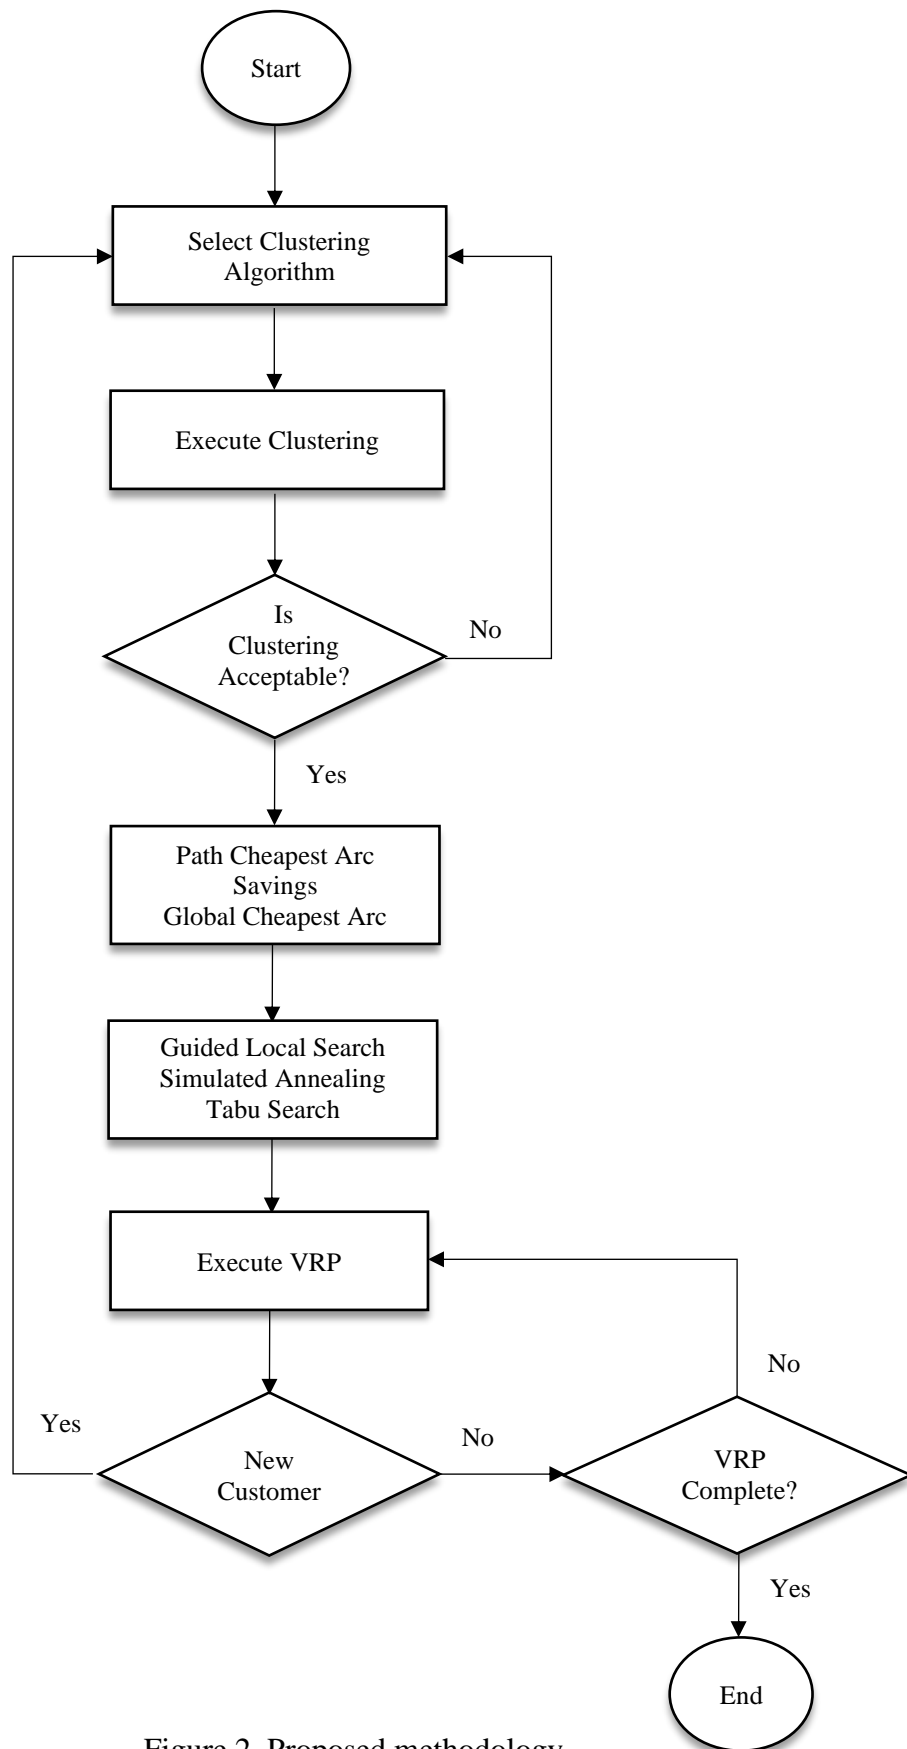 Start
Select Clustering
Algorithm
Execute Clustering
Is
Clustering
Acceptable?
No
Yes
Path Cheapest Arc
Savings
Global Cheapest Arc
Guided Local Search
Simulated Annealing
Tabu Search
Execute VRP
No
Yes
New
Customer
No
VRP
Complete?
Yes
End
Figure 2. Proposed methodology